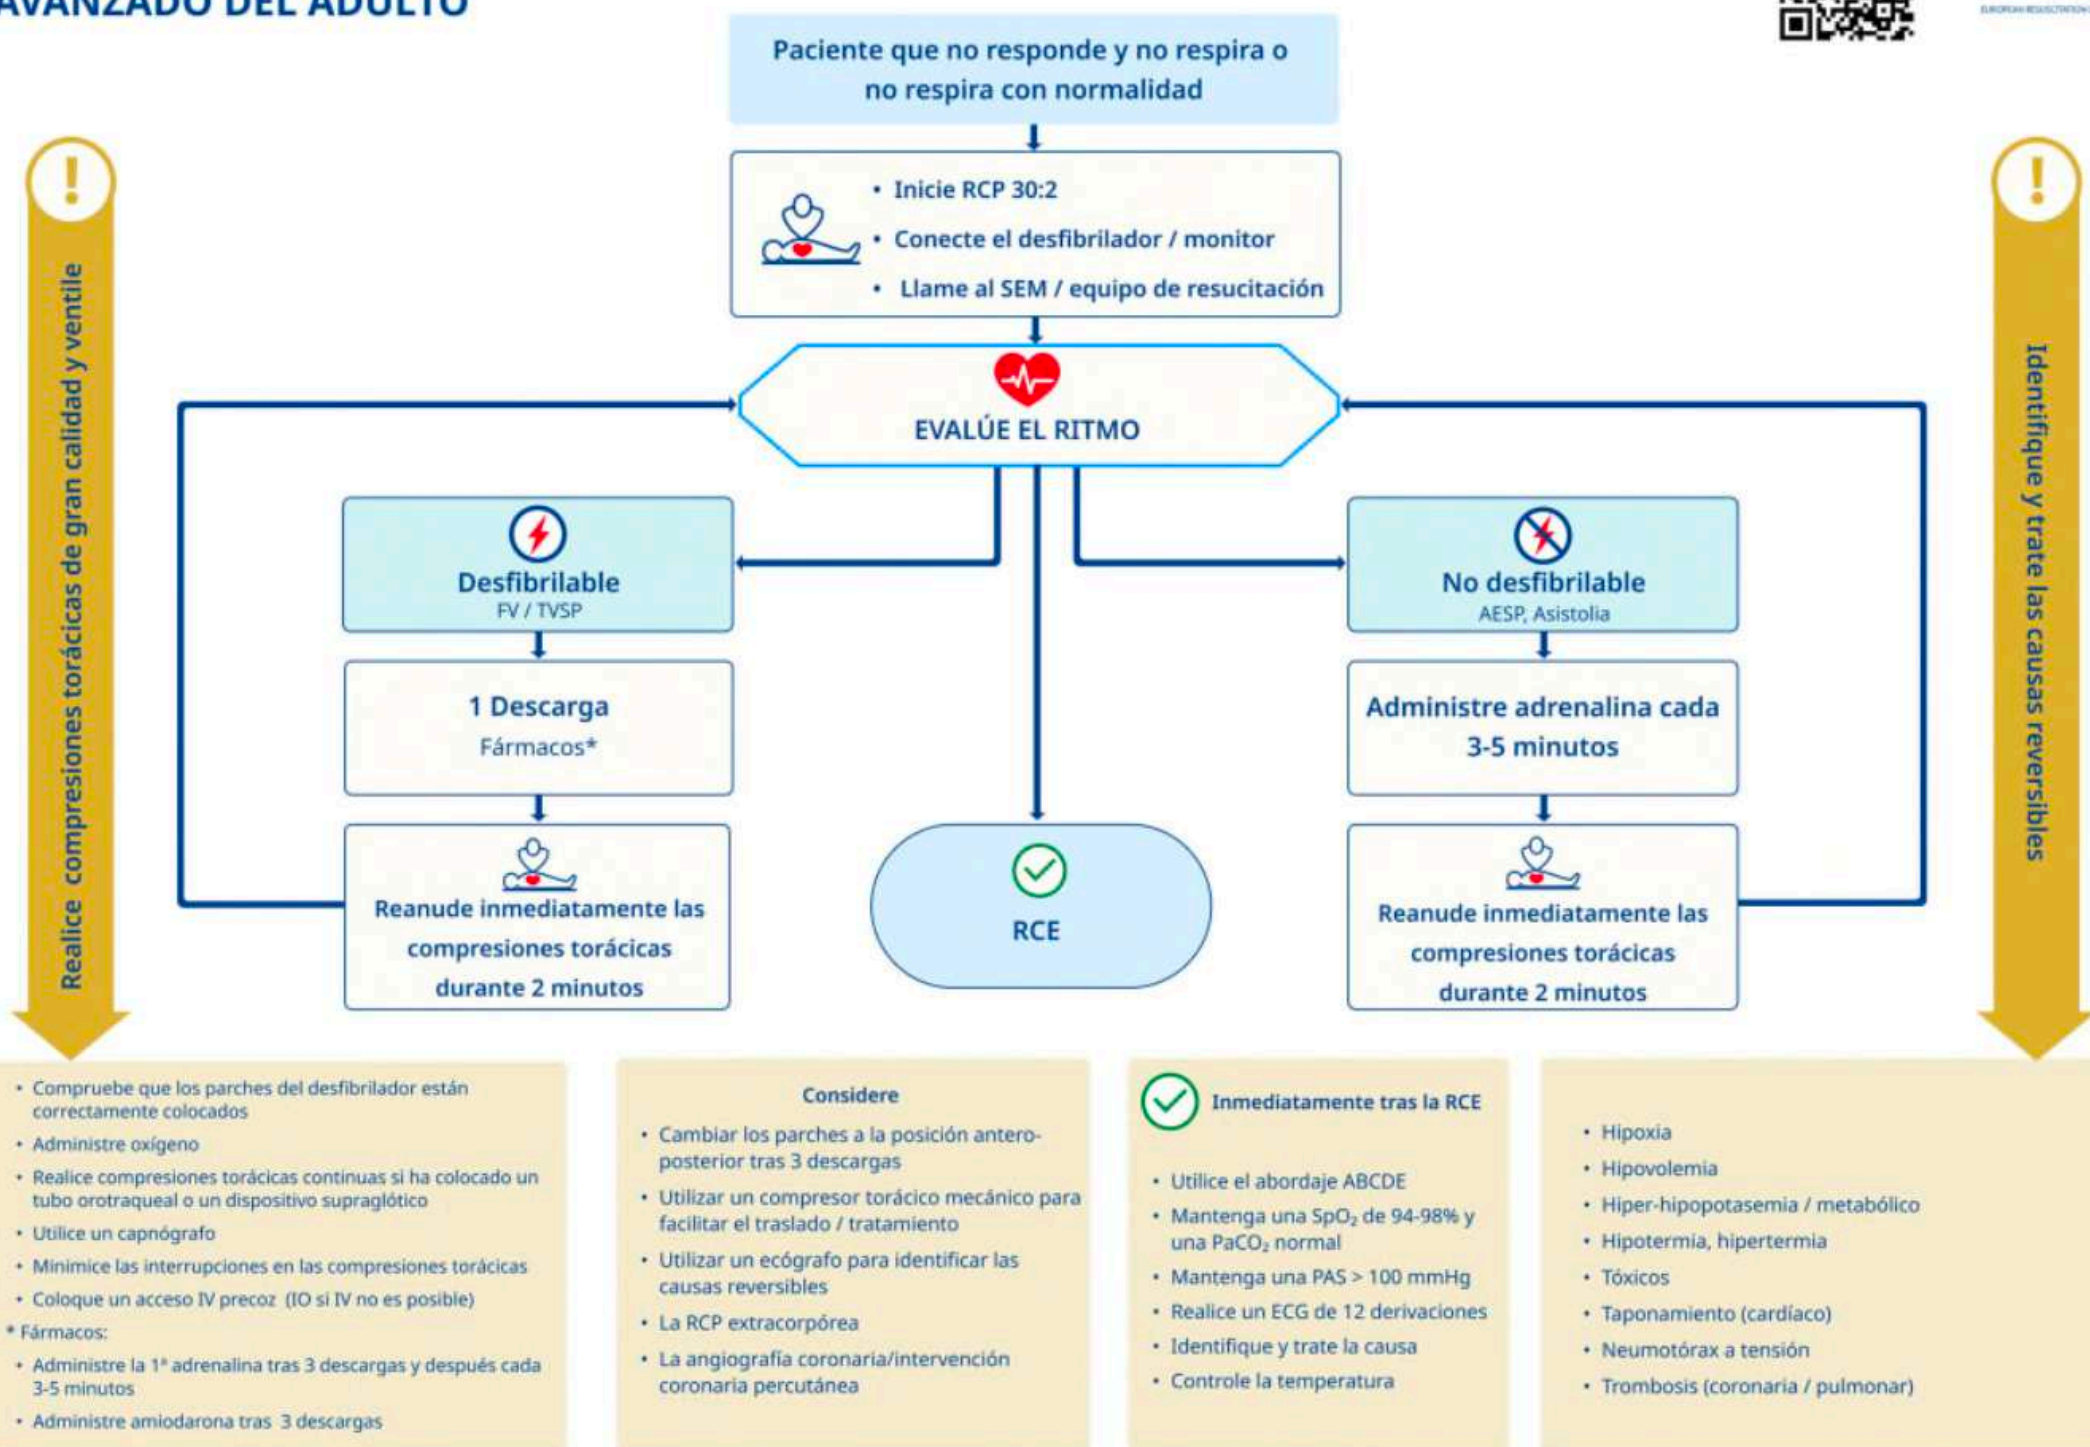 AVANZADO DEL ADULTO
EUROPEAN RESUSCITATION
Paciente que no responde y no respira o
no respira con normalidad
• Inicie RCP 30:2
• Conecte el desfibrilador / monitor
• Llame al SEM / equipo de resucitación
EVALÚE EL RITMO
!
Realice compresiones torácicas de gran calidad y ventile
!
Identifique y trate las causas reversibles
Desfibrilable
FV / TVSP
1 Descarga
Fármacos*
Reanude inmediatamente las
compresiones torácicas
durante 2 minutos
RCE
No desfibrilable
AESP, Asistolia
Administre adrenalina cada
3-5 minutos
Reanude inmediatamente las
compresiones torácicas
durante 2 minutos
• Compruebe que los parches del desfibrilador están
correctamente colocados
• Administre oxígeno
• Realice compresiones torácicas continuas si ha colocado un
tubo orotraqueal o un dispositivo supraglótico
• Utilice un capnógrafo
• Minimice las interrupciones en las compresiones torácicas
• Coloque un acceso IV precoz (IO si IV no es posible)
* Fármacos:
• Administre la 1ª adrenalina tras 3 descargas y después cada
3-5 minutos
• Administre amiodarona tras 3 descargas
Considere
• Cambiar los parches a la posición antero-
posterior tras 3 descargas
• Utilizar un compresor torácico mecánico para
facilitar el traslado / tratamiento
• Utilizar un ecógrafo para identificar las
causas reversibles
• La RCP extracorpórea
• La angiografía coronaria/intervención
coronaria percutánea
Inmediatamente tras la RCE
• Utilice el abordaje ABCDE
• Mantenga una SpO₂ de 94-98% y
una PaCO₂ normal
• Mantenga una PAS > 100 mmHg
• Realice un ECG de 12 derivaciones
• Identifique y trate la causa
• Controle la temperatura
• Hipoxia
• Hipovolemia
• Hiper-hipopotasemia / metabólico
• Hipotermia, hipertermia
• Tóxicos
• Taponamiento (cardíaco)
• Neumotórax a tensión
• Trombosis (coronaria / pulmonar)